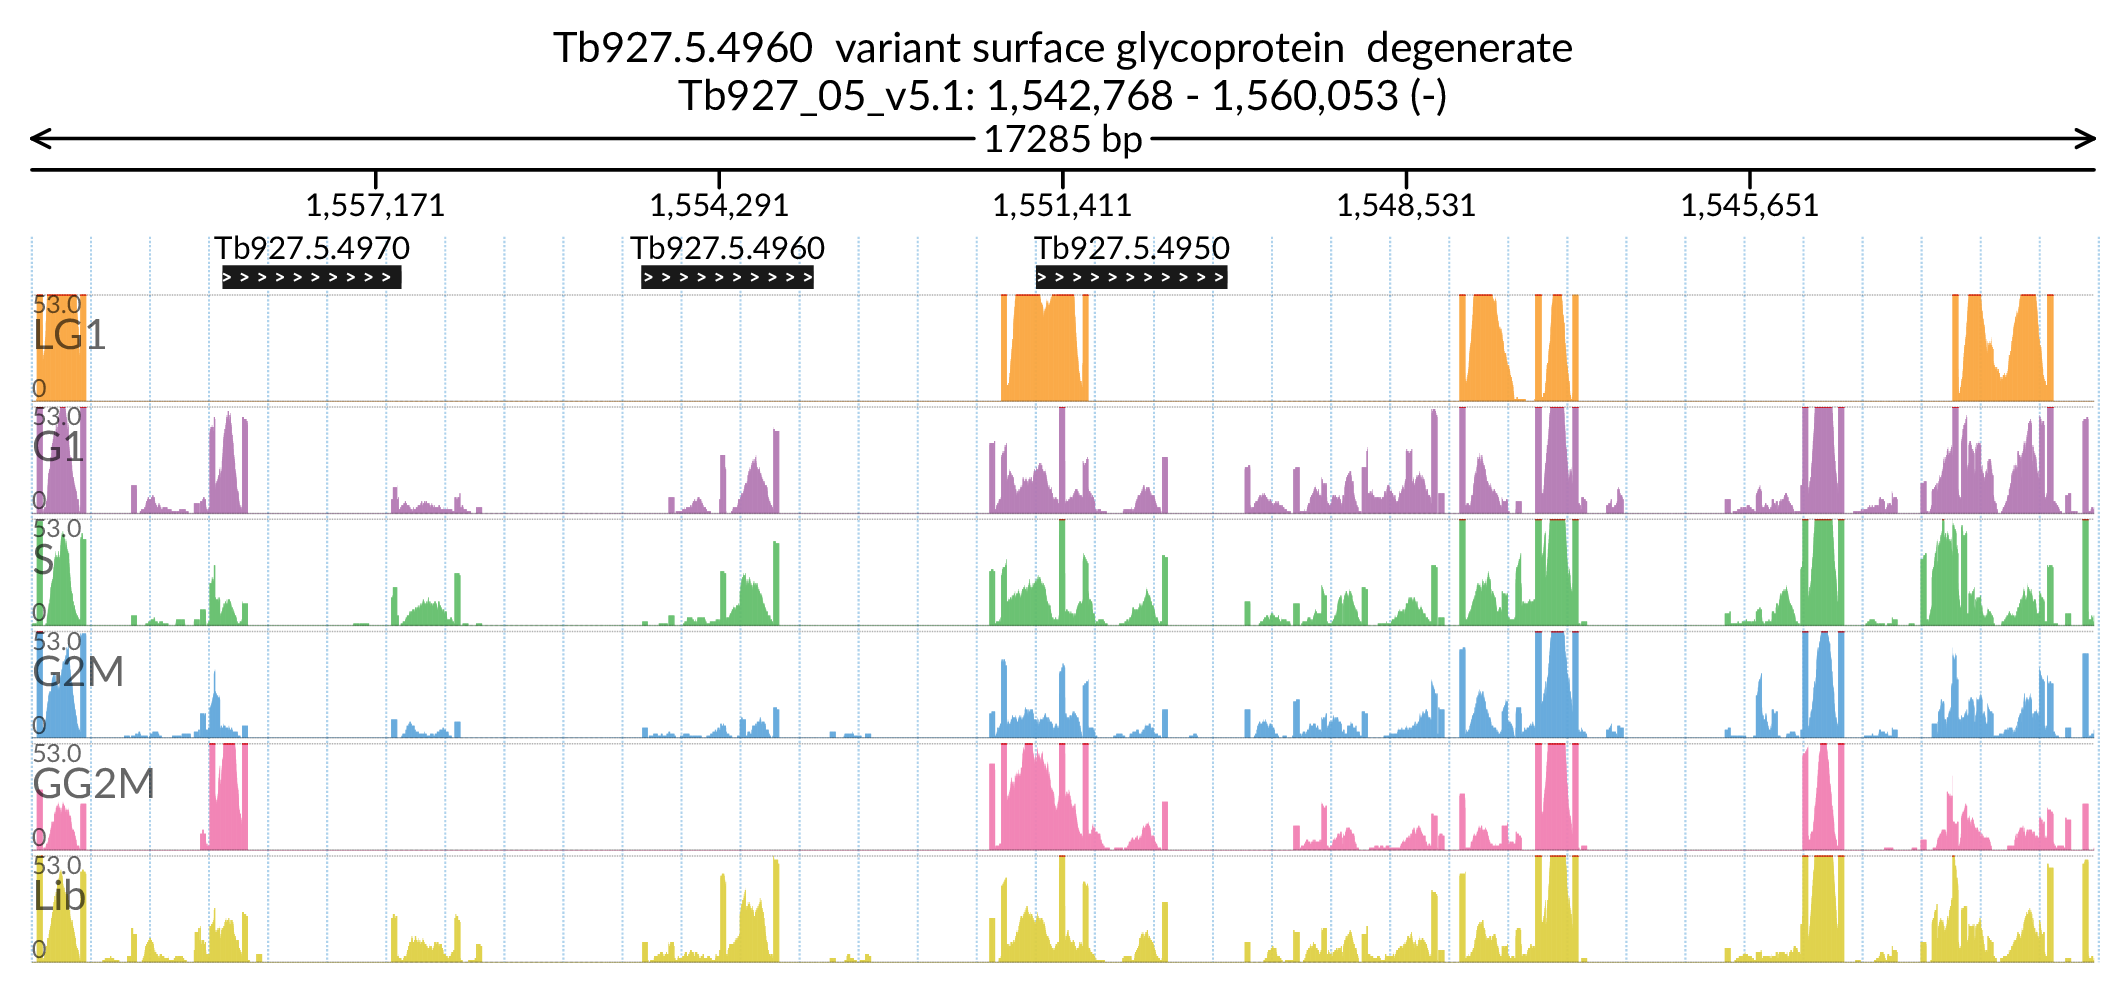 Tb927.5.4960 variant surface glycoprotein degenerate
Tb927_05_v5.1: 1,542,768 - 1,560,053 (-)
17285 bp
1,557,171 1,554,291 1,551,411 1,548,531 1,545,651
Tb927.5.4970 Tb927.5.4960 Tb927.5.4950
53.0
LG1
0
53.0
G1
0
53.0
S
0
53.0
G2M
0
53.0
GG2M
0
53.0
Lib
0